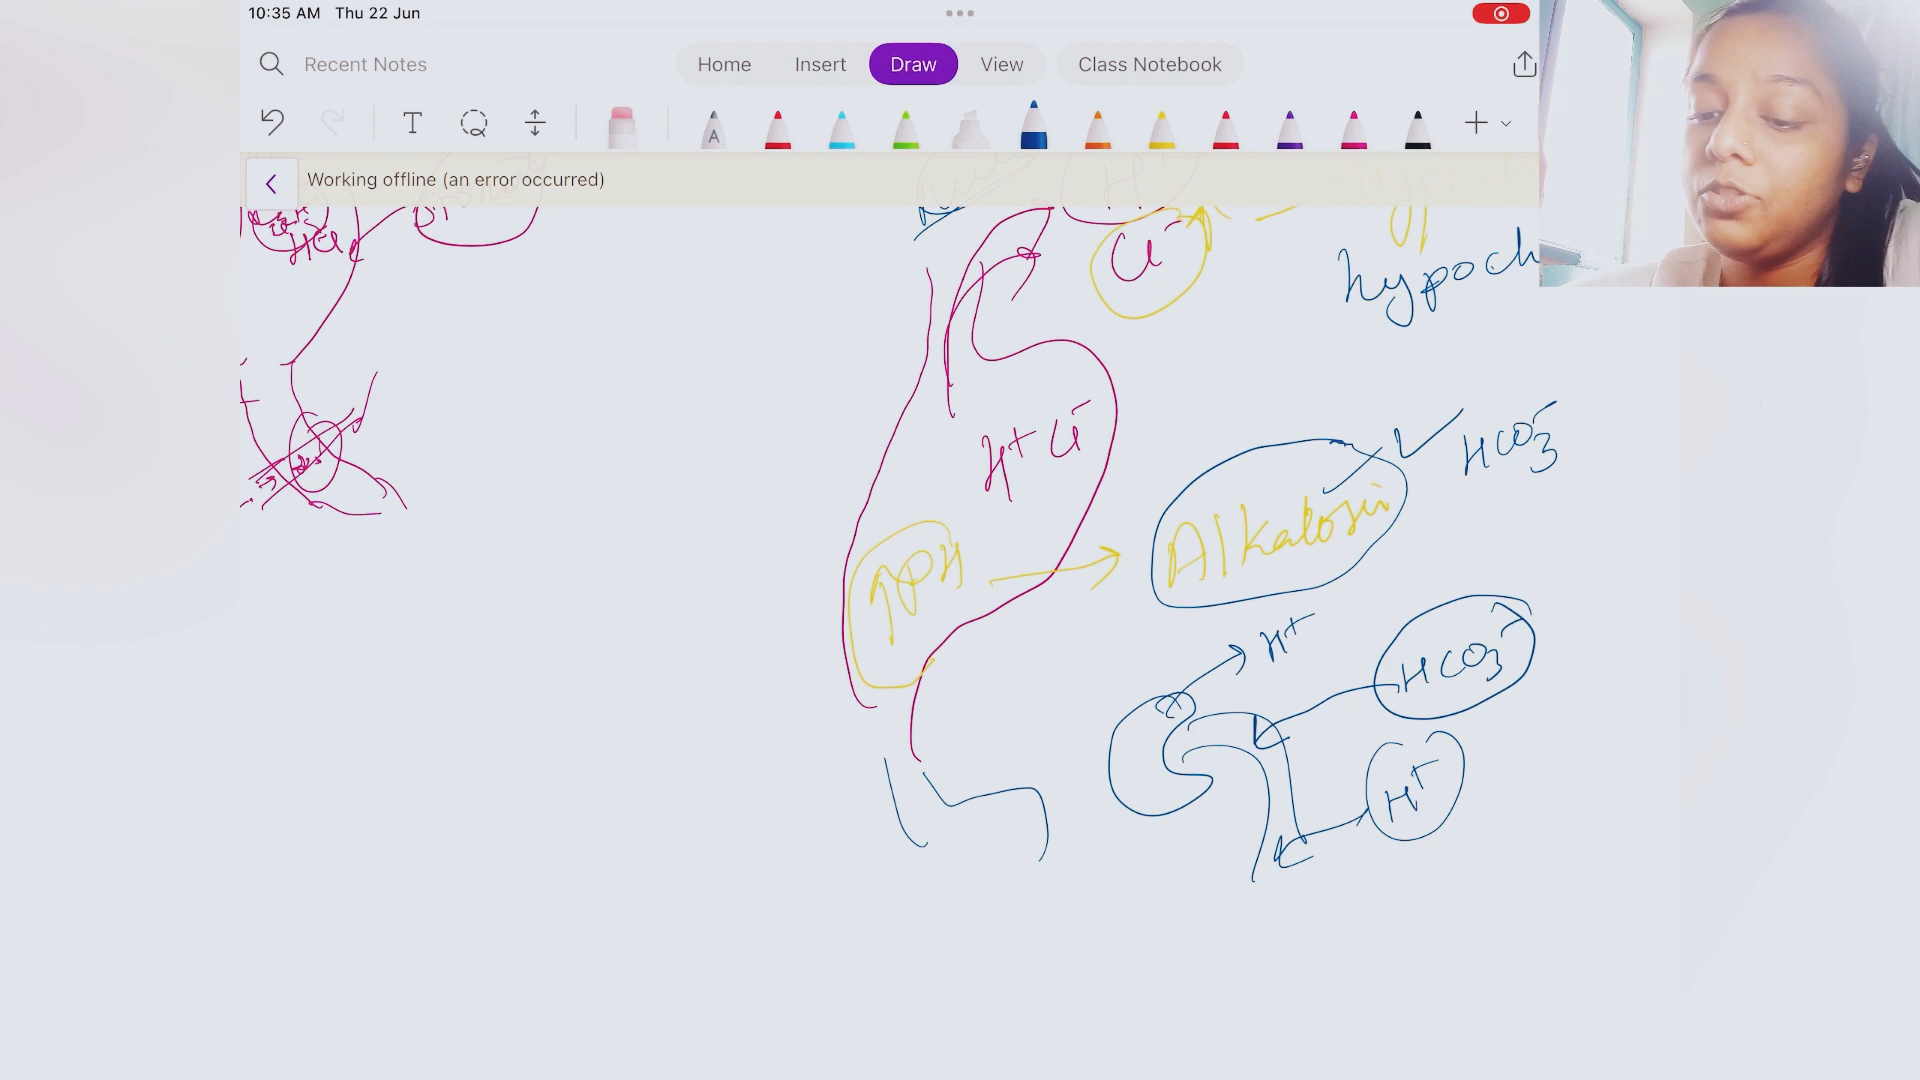 10:35 AM Thu 22 Jun
Recent Notes
Home Insert Draw View Class Notebook
T A
Working offline (an error occurred)
HCl
Cl⁻
hypoch
H⁺ Cl⁻
HCO₃⁻
Alkalosis
↑PH
H⁺
HCO₃⁻
H⁺